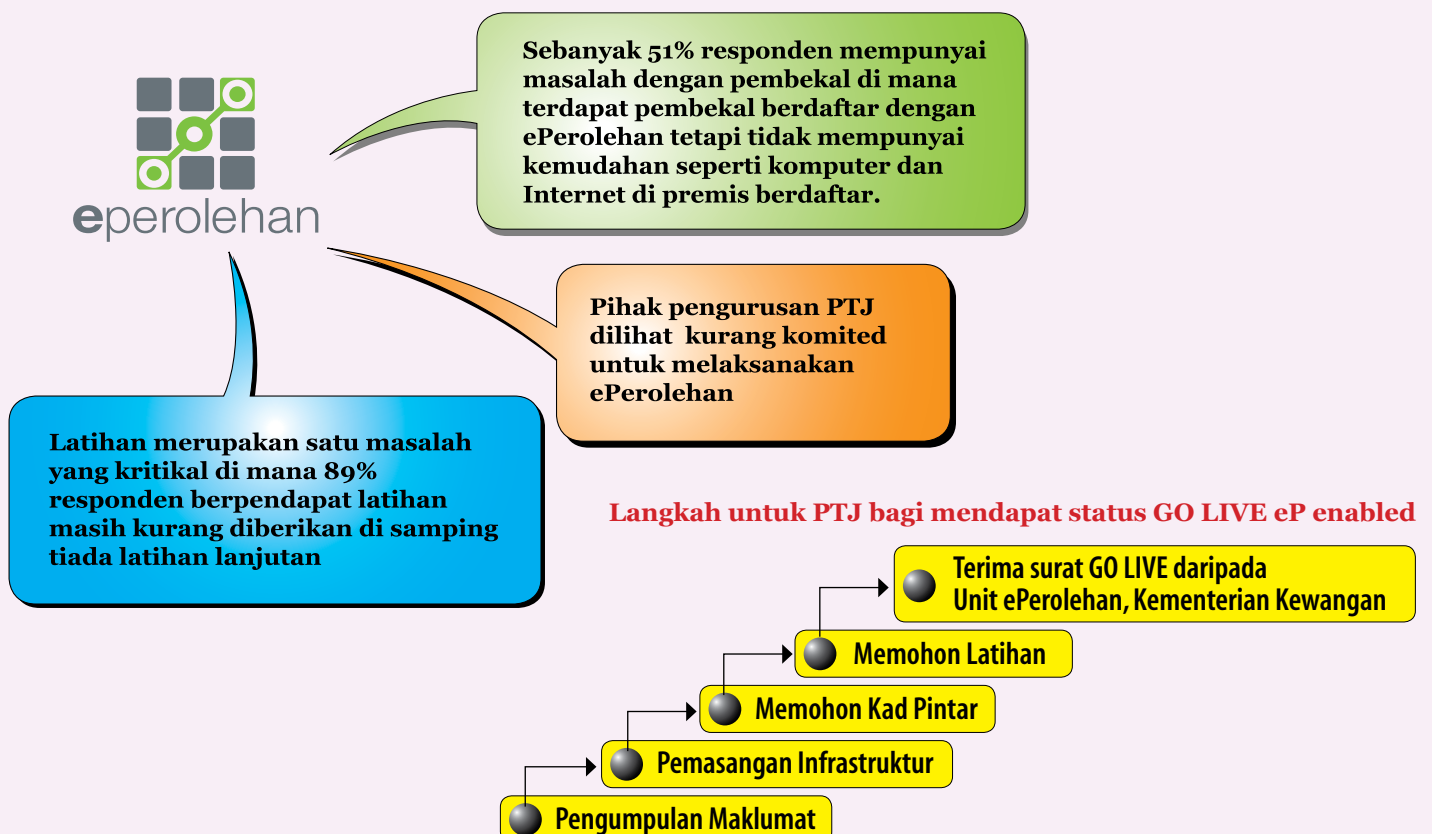 Sebanyak 51% responden mempunyai
masalah dengan pembekal di mana
terdapat pembekal berdaftar dengan
ePerolehan tetapi tidak mempunyai
kemudahan seperti komputer dan
Internet di premis berdaftar.
eperolehan
Pihak pengurusan PTJ
dilihat kurang komited
untuk melaksanakan
ePerolehan
Latihan merupakan satu masalah
yang kritikal di mana 89%
responden berpendapat latihan
masih kurang diberikan di samping
tiada latihan lanjutan
Langkah untuk PTJ bagi mendapat status GO LIVE eP enabled
Terima surat GO LIVE daripada
Unit ePerolehan, Kementerian Kewangan
Memohon Latihan
Memohon Kad Pintar
Pemasangan Infrastruktur
Pengumpulan Maklumat